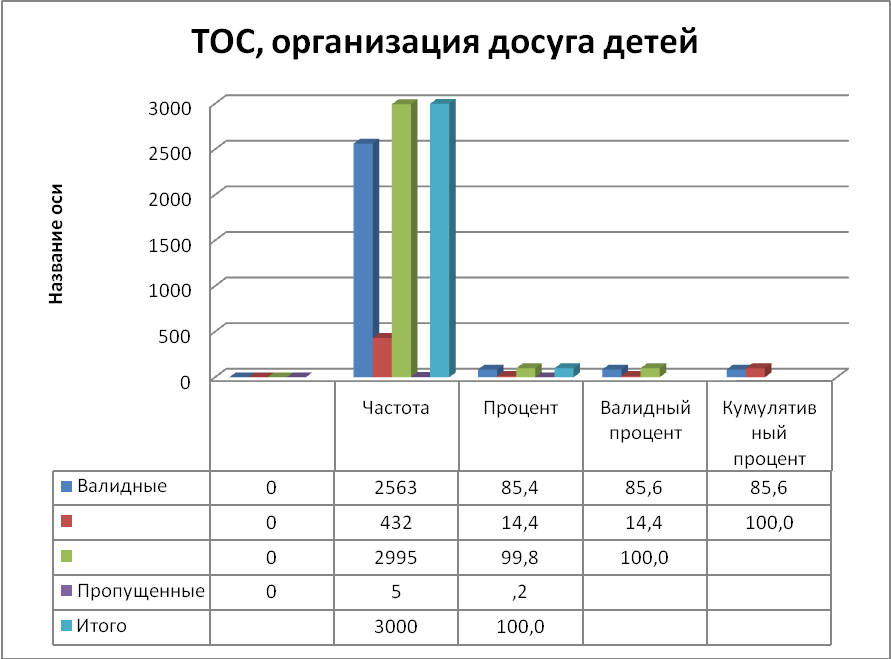 ТОС, организация досуга детей
Название оси
3000
2500
2000
1500
1000
500
0
Частота Процент Валидный процент Кумулятив ный процент
Валидные 0 2563 85,4 85,6 85,6
0 432 14,4 14,4 100,0
0 2995 99,8 100,0
Пропущенные 0 5 ,2
Итого 3000 100,0